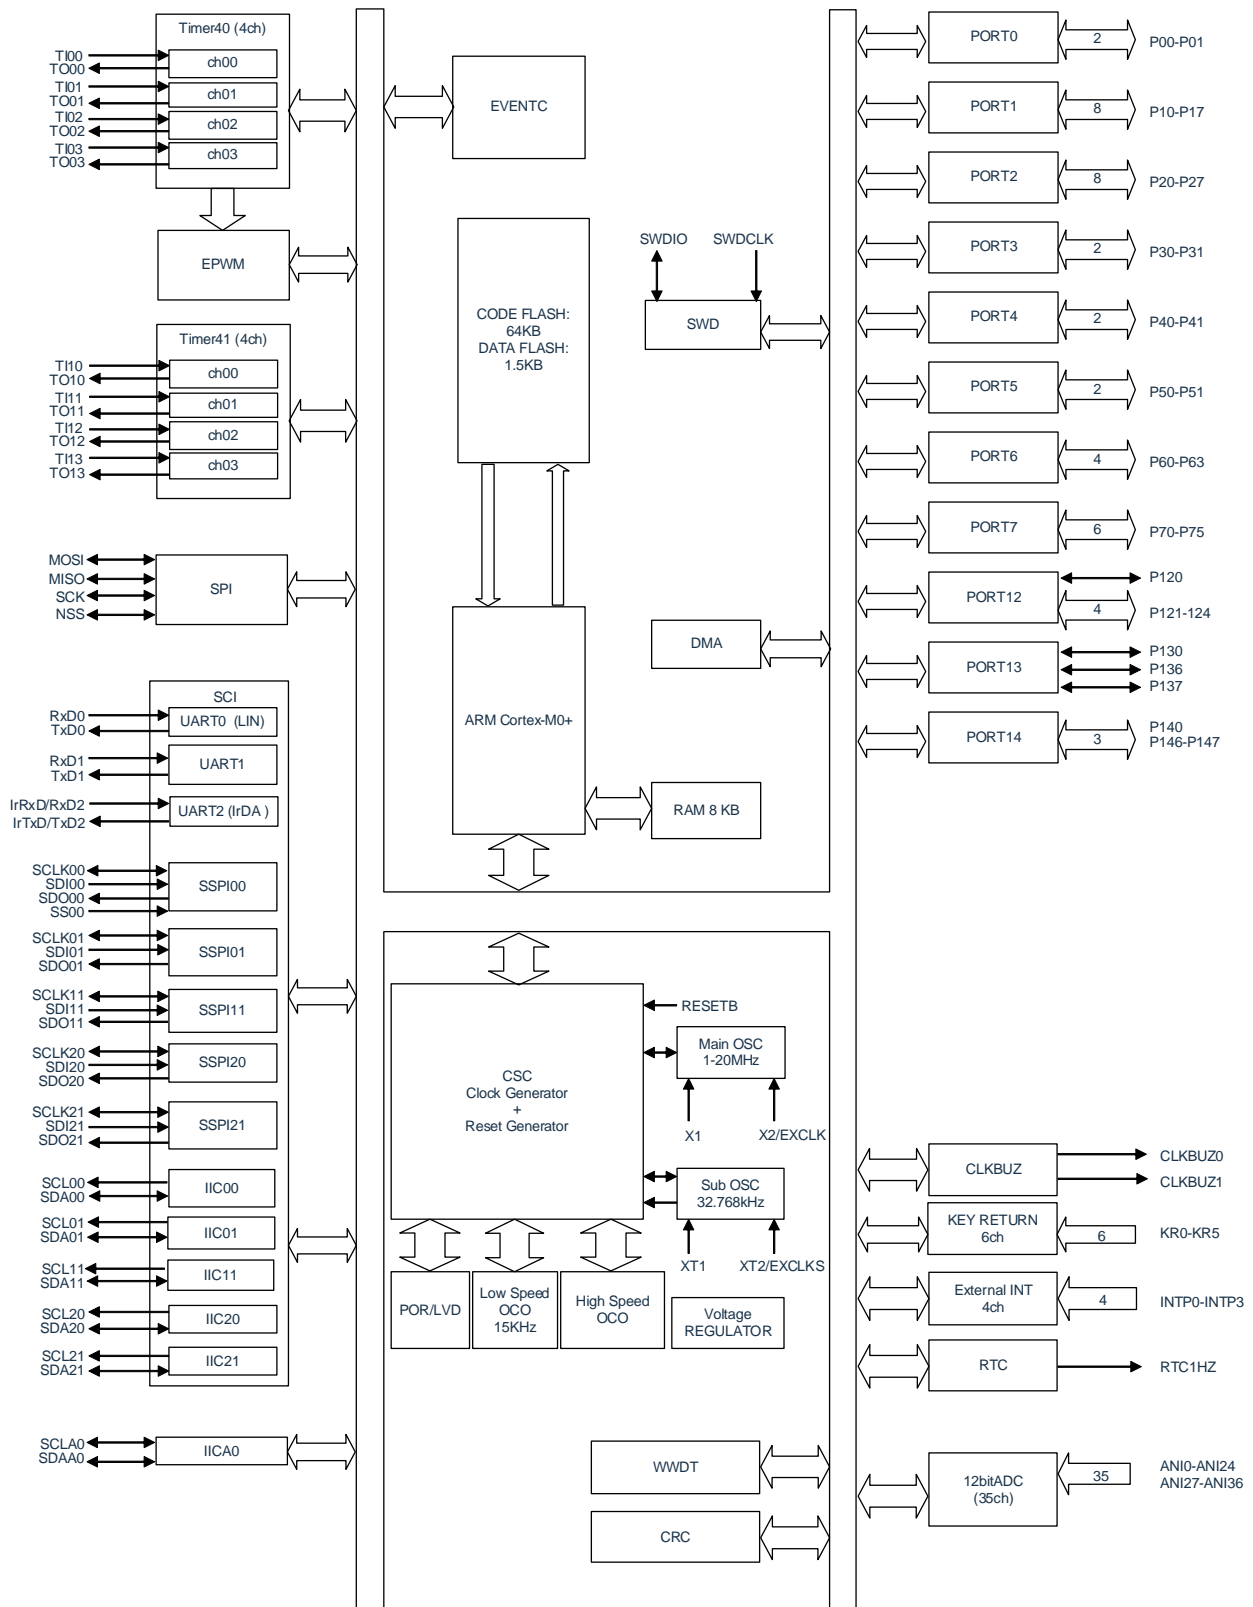 Timer40 (4ch)
TI00
TO00
ch00
TI01
TO01
ch01
TI02
TO02
ch02
TI03
TO03
ch03
EPWM
Timer41 (4ch)
TI10
TO10
ch00
TI11
TO11
ch01
TI12
TO12
ch02
TI13
TO13
ch03
MOSI
MISO
SCK
NSS
SPI
SCI
RxD0
TxD0
UART0 (LIN)
RxD1
TxD1
UART1
IrRxD/RxD2
IrTxD/TxD2
UART2 (IrDA )
SCLK00
SDI00
SDO00
SS00
SSPI00
SCLK01
SDI01
SDO01
SSPI01
SCLK11
SDI11
SDO11
SSPI11
SCLK20
SDI20
SDO20
SSPI20
SCLK21
SDI21
SDO21
SSPI21
SCL00
SDA00
IIC00
SCL01
SDA01
IIC01
SCL11
SDA11
IIC11
SCL20
SDA20
IIC20
SCL21
SDA21
IIC21
SCLA0
SDAA0
IICA0
EVENTC
CODE FLASH:
64KB
DATA FLASH:
1.5KB
SWDIO
SWDCLK
SWD
DMA
ARM Cortex-M0+
RAM 8 KB
CSC
Clock Generator
+
Reset Generator
RESETB
Main OSC
1-20MHz
X1
X2/EXCLK
Sub OSC
32.768kHz
XT1
XT2/EXCLKS
POR/LVD
Low Speed
OCO
15KHz
High Speed
OCO
Voltage
REGULATOR
WWDT
CRC
PORT0
2
P00-P01
PORT1
8
P10-P17
PORT2
8
P20-P27
PORT3
2
P30-P31
PORT4
2
P40-P41
PORT5
2
P50-P51
PORT6
4
P60-P63
PORT7
6
P70-P75
PORT12
P120
4
P121-124
PORT13
P130
P136
P137
PORT14
3
P140
P146-P147
CLKBUZ
CLKBUZ0
CLKBUZ1
KEY RETURN
6ch
6
KR0-KR5
External INT
4ch
4
INTP0-INTP3
RTC
RTC1HZ
12bitADC
(35ch)
35
ANI0-ANI24
ANI27-ANI36